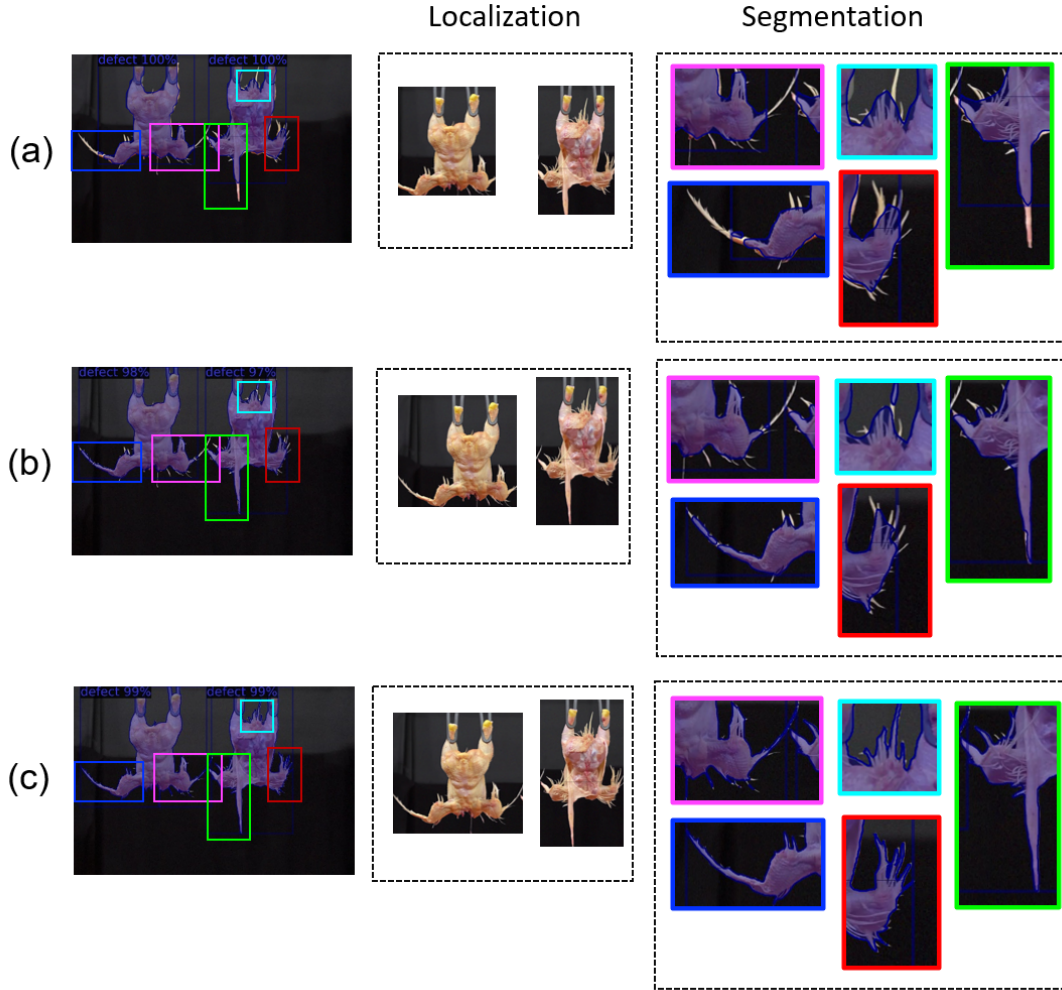 Localization
Segmentation
(a)
defect 100%
defect 100%
(b)
defect 98%
defect 97%
(c)
defect 99%
defect 99%